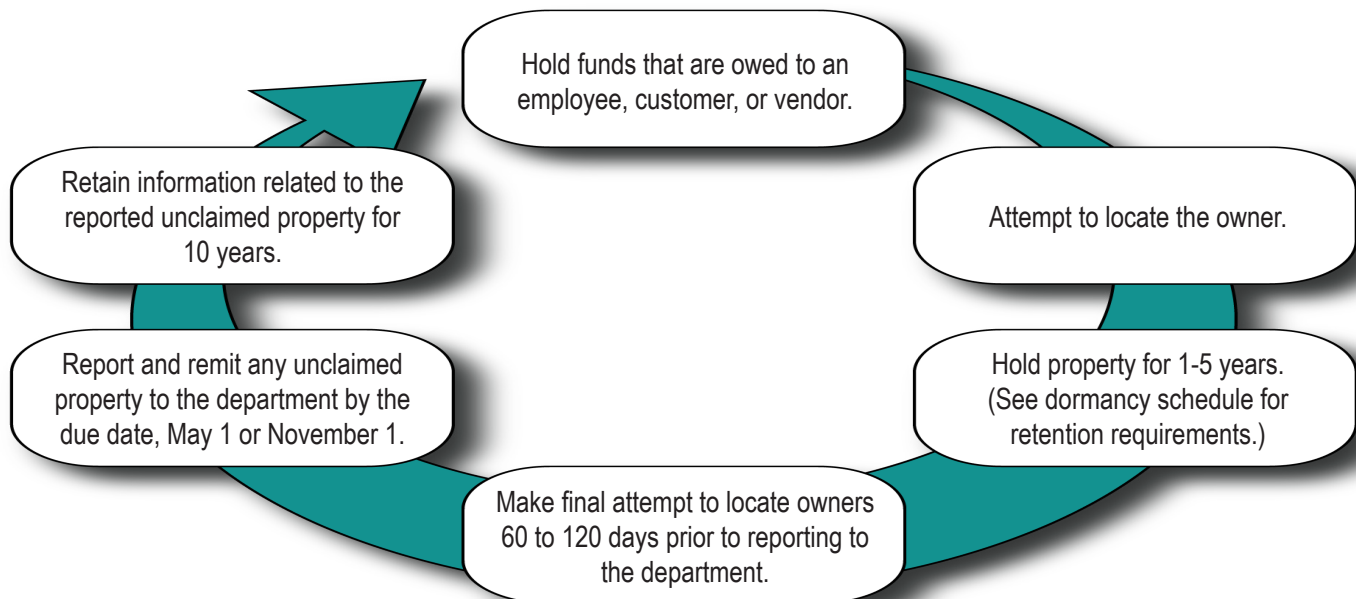 Hold funds that are owed to an
employee, customer, or vendor.
Attempt to locate the owner.
Hold property for 1-5 years.
(See dormancy schedule for
retention requirements.)
Make final attempt to locate owners
60 to 120 days prior to reporting to
the department.
Report and remit any unclaimed
property to the department by the
due date, May 1 or November 1.
Retain information related to the
reported unclaimed property for
10 years.